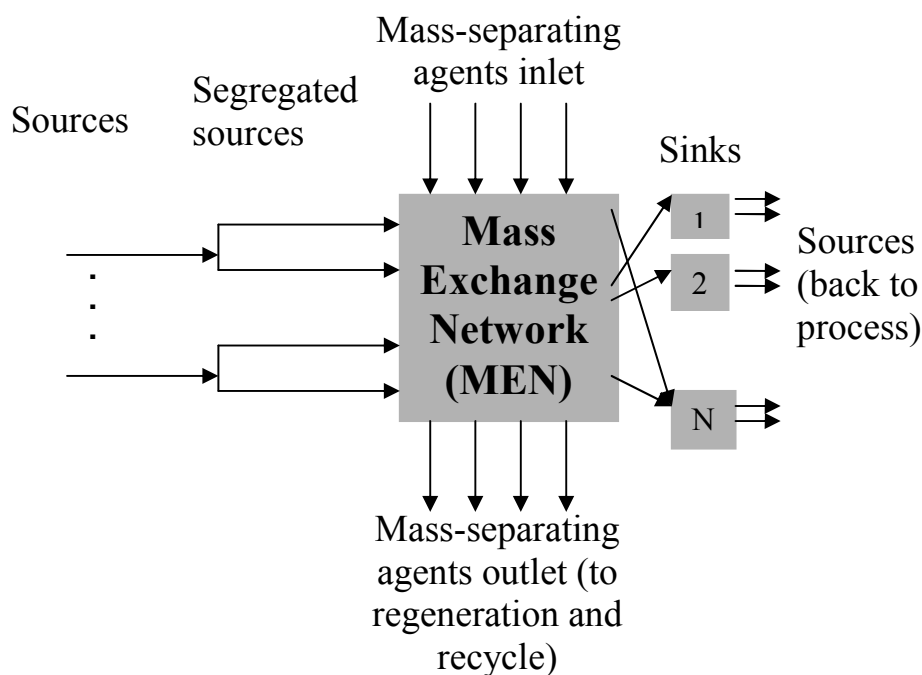 Mass-separating
agents inlet
Segregated
sources
Sources
Sinks
Mass
Exchange
Network
(MEN)
1
2
N
Sources
(back to
process)
Mass-separating
agents outlet (to
regeneration and
recycle)